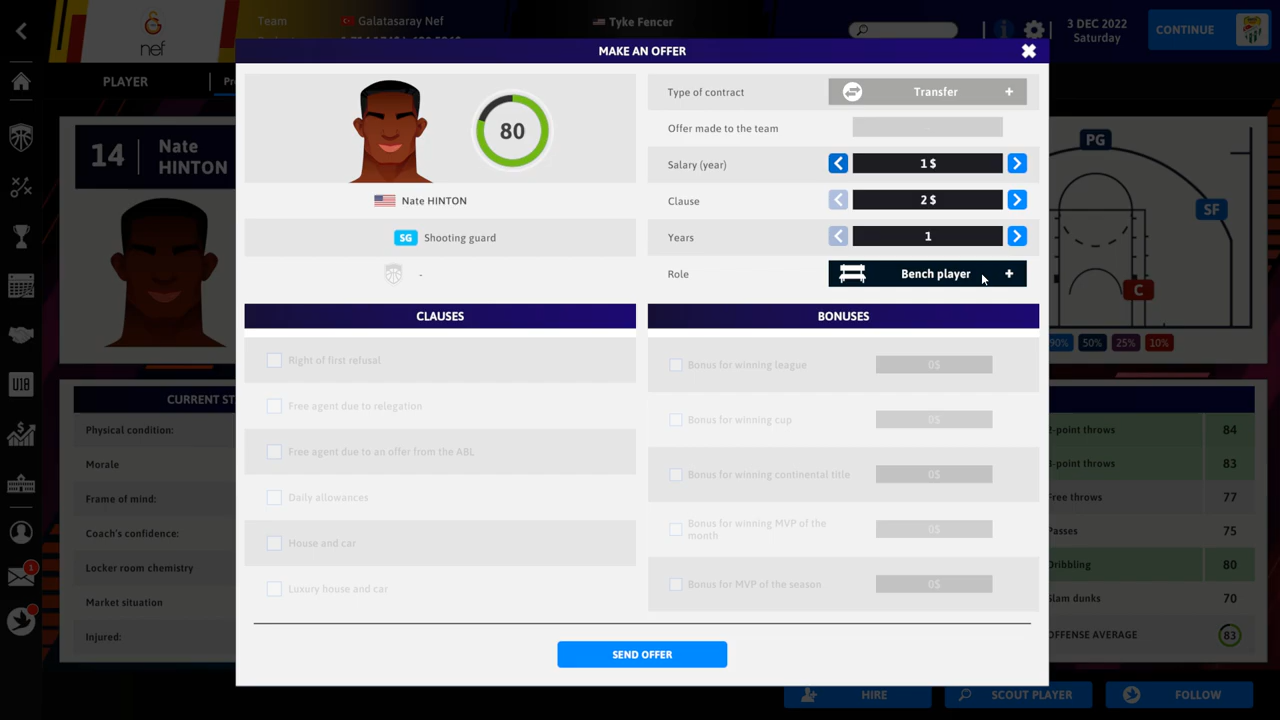 Team
Galatasaray Nef
Tyke Fencer
3 DEC 2022
Saturday
CONTINUE
nef
MAKE AN OFFER
PLAYER
14
Nate
HINTON
80
Nate HINTON
SG Shooting guard
-
Type of contract
Transfer +
Offer made to the team
Salary (year)
1 $
Clause
2 $
Years
1
Role
Bench player +
PG
SF
C
90% 50% 25% 10%
CLAUSES
Right of first refusal
Free agent due to relegation
Free agent due to an offer from the ABL
Daily allowances
House and car
Luxury house and car
BONUSES
Bonus for winning league
0$
Bonus for winning cup
0$
Bonus for winning continental title
0$
Bonus for winning MVP of the
month
0$
Bonus for MVP of the season
0$
SEND OFFER
U18
1
CURRENT ST
Physical condition:
Morale
Frame of mind:
Coach's confidence:
Locker room chemistry
Market situation
Injured:
2-point throws 84
3-point throws 83
Free throws 77
Passes 75
Dribbling 80
Slam dunks 70
OFFENSE AVERAGE 83
HIRE
SCOUT PLAYER
FOLLOW